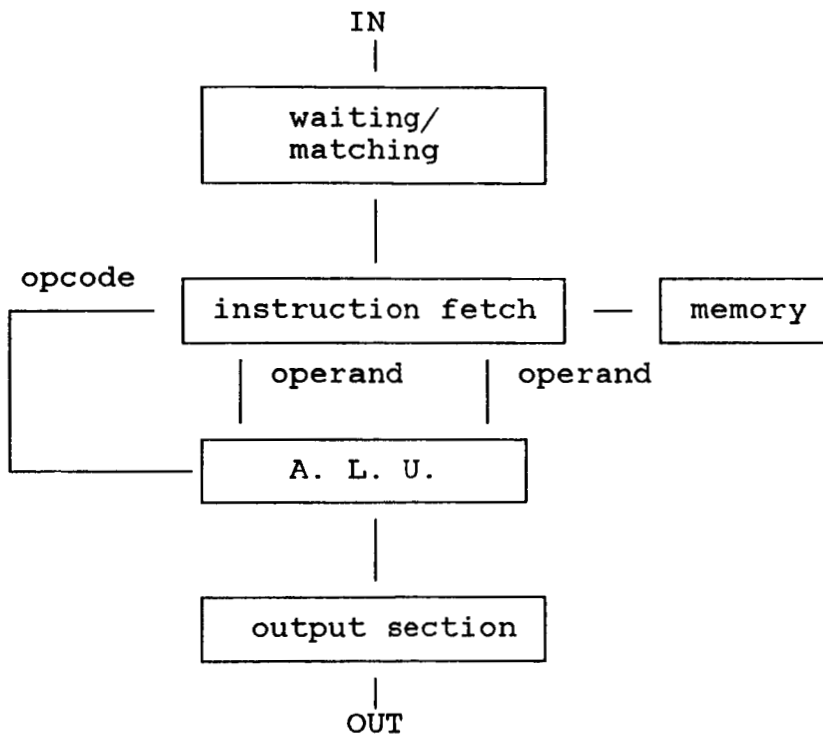 IN
waiting/
matching
opcode
instruction fetch
memory
operand
operand
A. L. U.
output section
OUT